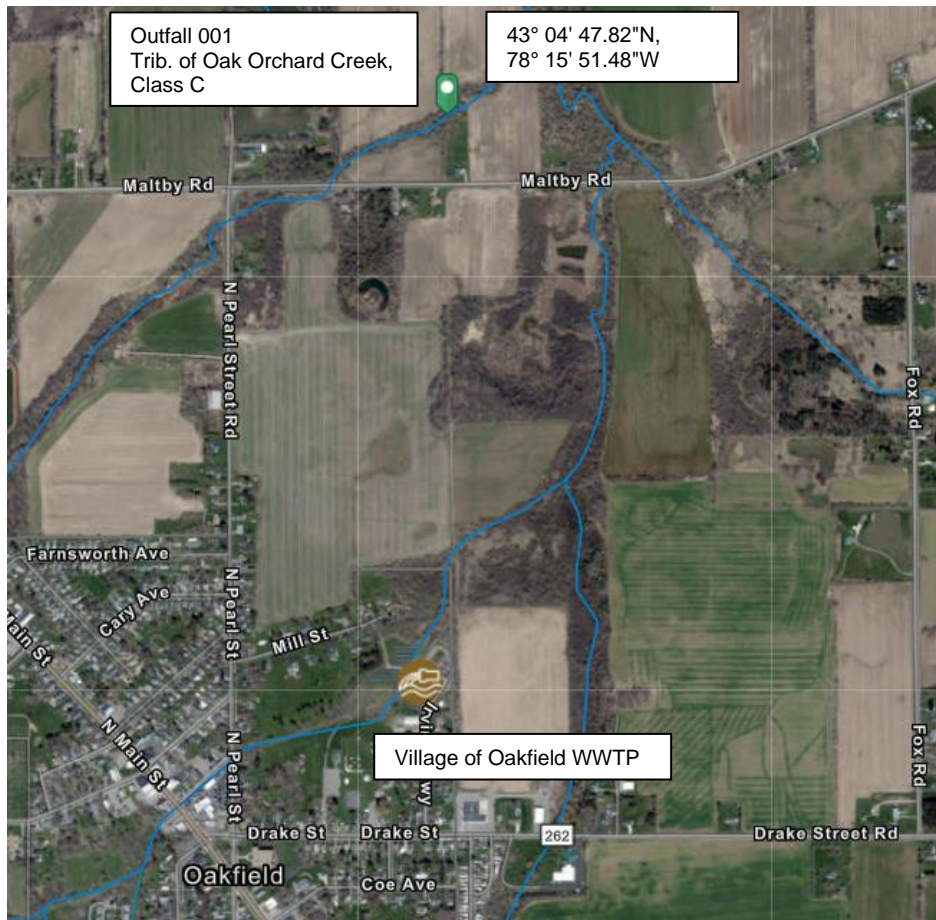 Outfall 001
Trib. of Oak Orchard Creek,
Class C
43° 04' 47.82"N,
78° 15' 51.48"W
Maltby Rd
Maltby Rd
N Pearl Street Rd
Fox Rd
Farnsworth Ave
Cary Ave
N Pearl St
Main St
Mill St
N Main St
N Pearl St
Fox Rd
Village of Oakfield WWTP
Drake St
Drake St
262
Drake Street Rd
Oakfield
Coe Ave